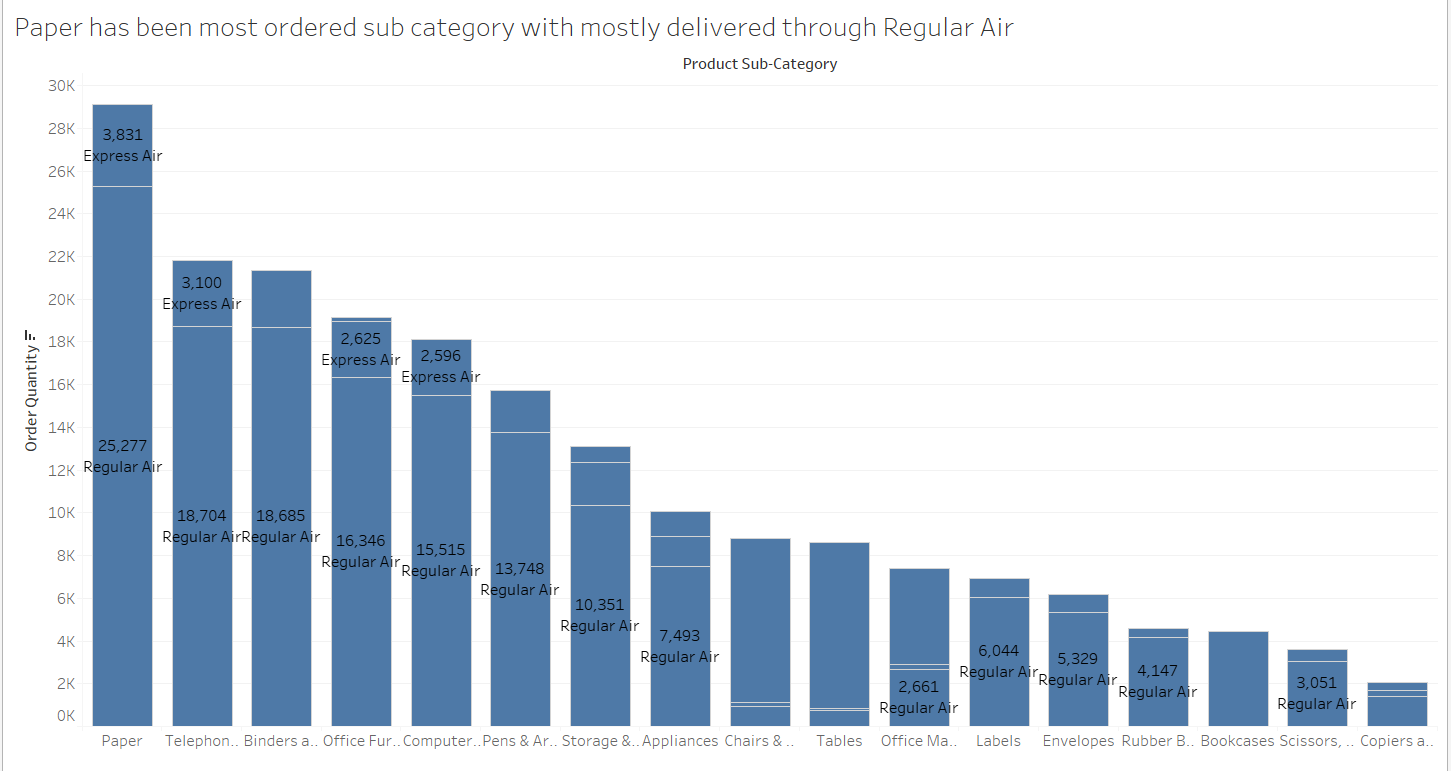 Paper has been most ordered sub category with mostly delivered through Regular Air
Product Sub-Category
Order Quantity
30K
28K
26K
24K
22K
20K
18K
16K
14K
12K
10K
8K
6K
4K
2K
0K
3,831
Express Air
25,277
Regular Air
3,100
Express Air
18,704
Regular Air
18,685
Regular Air
2,625
Express Air
16,346
Regular Air
2,596
Express Air
15,515
Regular Air
13,748
Regular Air
10,351
Regular Air
7,493
Regular Air
2,661
Regular Air
6,044
Regular Air
5,329
Regular Air
4,147
Regular Air
3,051
Regular Air
Paper
Telephon..
Binders a..
Office Fur..
Computer..
Pens & Ar..
Storage &..
Appliances
Chairs & ..
Tables
Office Ma..
Labels
Envelopes
Rubber B..
Bookcases
Scissors, ..
Copiers a..